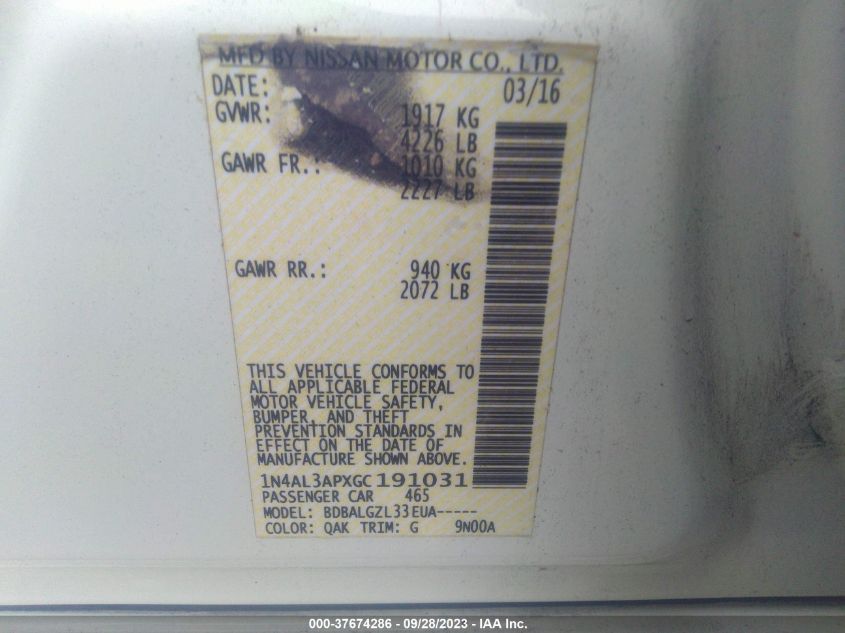 MFD BY NISSAN MOTOR CO., LTD.
DATE: 03/16
GVWR: 1917 KG
4226 LB
GAWR FR.: 1010 KG
2227 LB
GAWR RR.: 940 KG
2072 LB
THIS VEHICLE CONFORMS TO
ALL APPLICABLE FEDERAL
MOTOR VEHICLE SAFETY,
BUMPER, AND THEFT
PREVENTION STANDARDS IN
EFFECT ON THE DATE OF
MANUFACTURE SHOWN ABOVE.
1N4AL3APXGC191031
PASSENGER CAR 465
MODEL: BDBALGZL33EUA-----
COLOR: QAK TRIM: G 9N00A
000-37674286 - 09/28/2023 - IAA Inc.